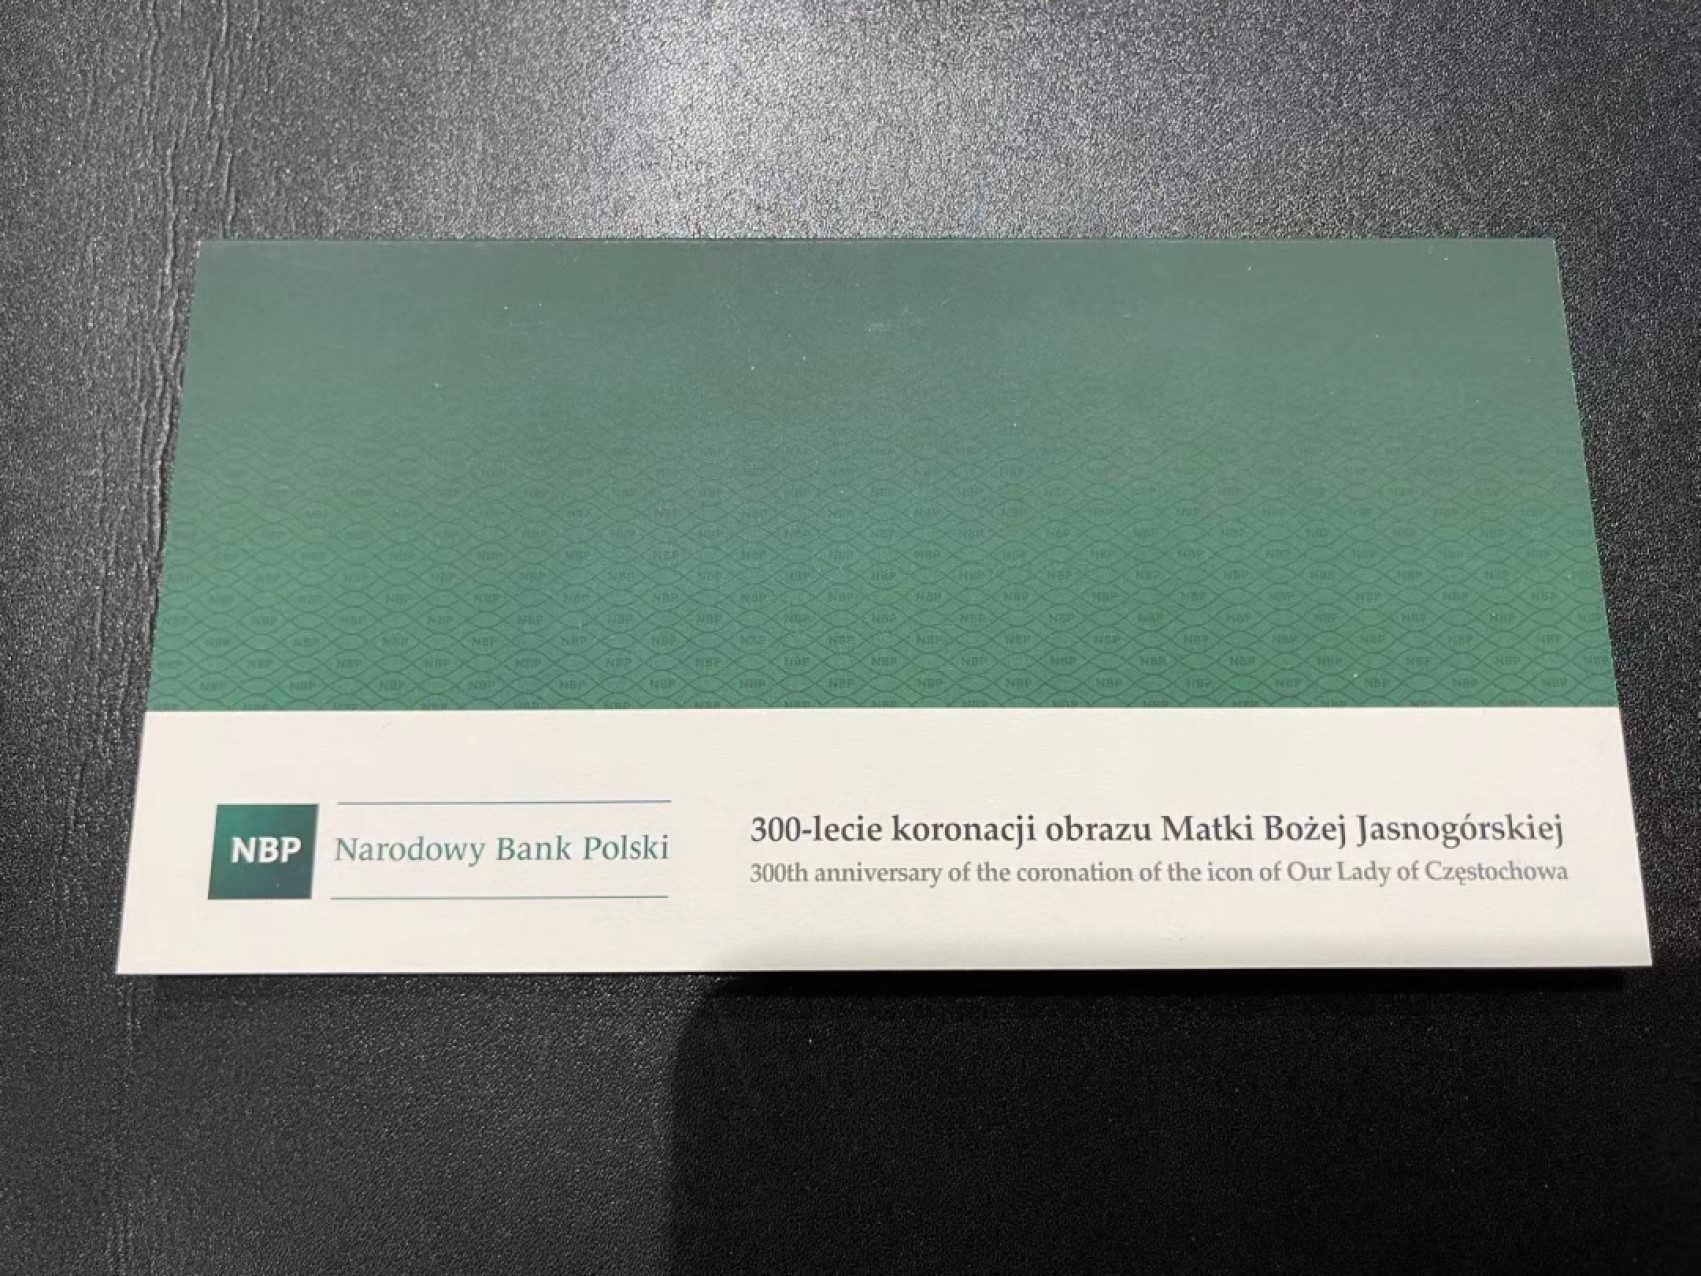 NBP
Narodowy Bank Polski
300-lecie koronacji obrazu Matki Bożej Jasnogórskiej
300th anniversary of the coronation of the icon of Our Lady of Częstochowa